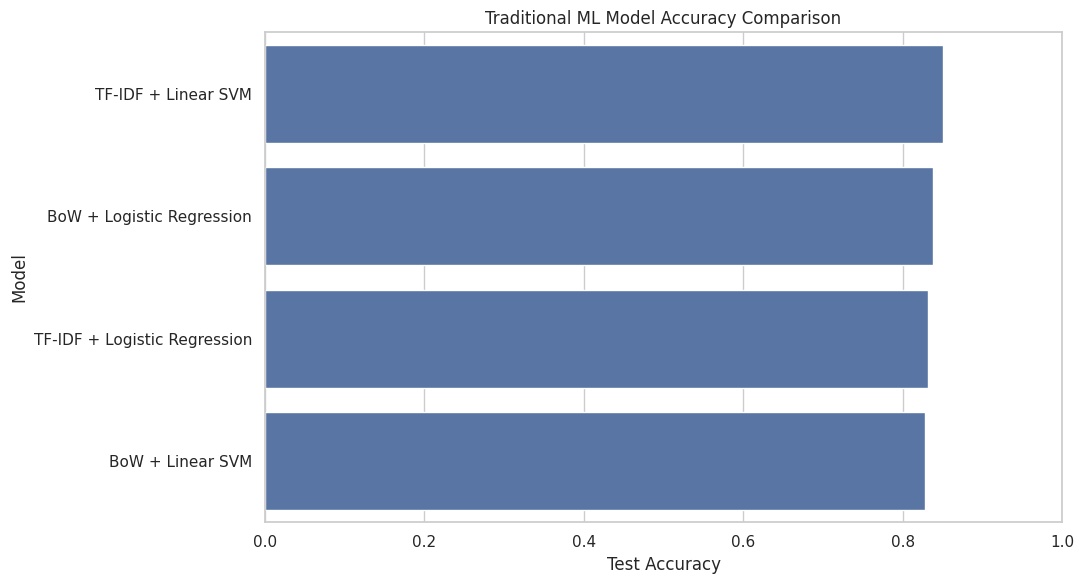 Traditional ML Model Accuracy Comparison
TF-IDF + Linear SVM
BoW + Logistic Regression
TF-IDF + Logistic Regression
BoW + Linear SVM
Model
0.0 0.2 0.4 0.6 0.8 1.0
Test Accuracy